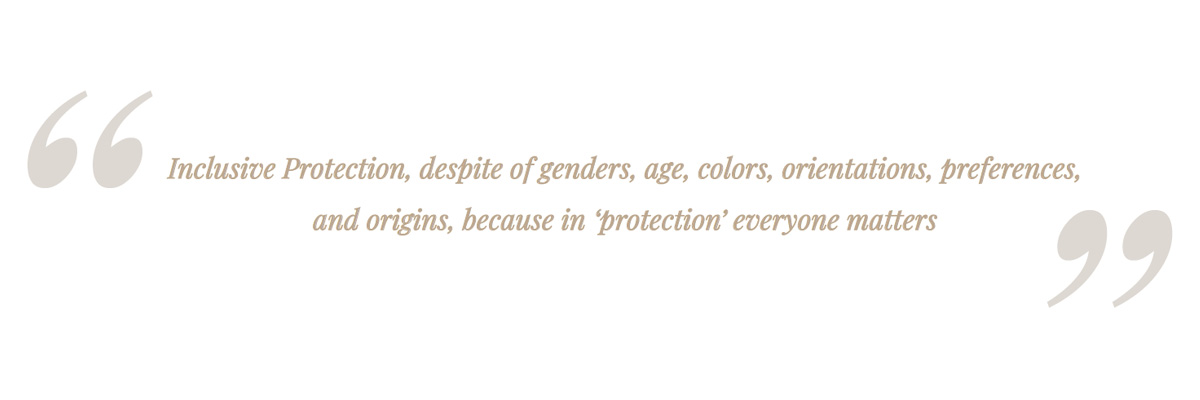 “Inclusive Protection, despite of genders, age, colors, orientations, preferences,
and origins, because in ‘protection’ everyone matters”